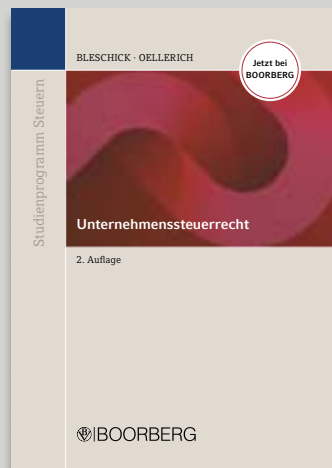 BLESCHICK · OELLERICH
Jetzt bei
BOORBERG
Studienprogramm Steuern
Unternehmenssteuerrecht
2. Auflage
BOORBERG